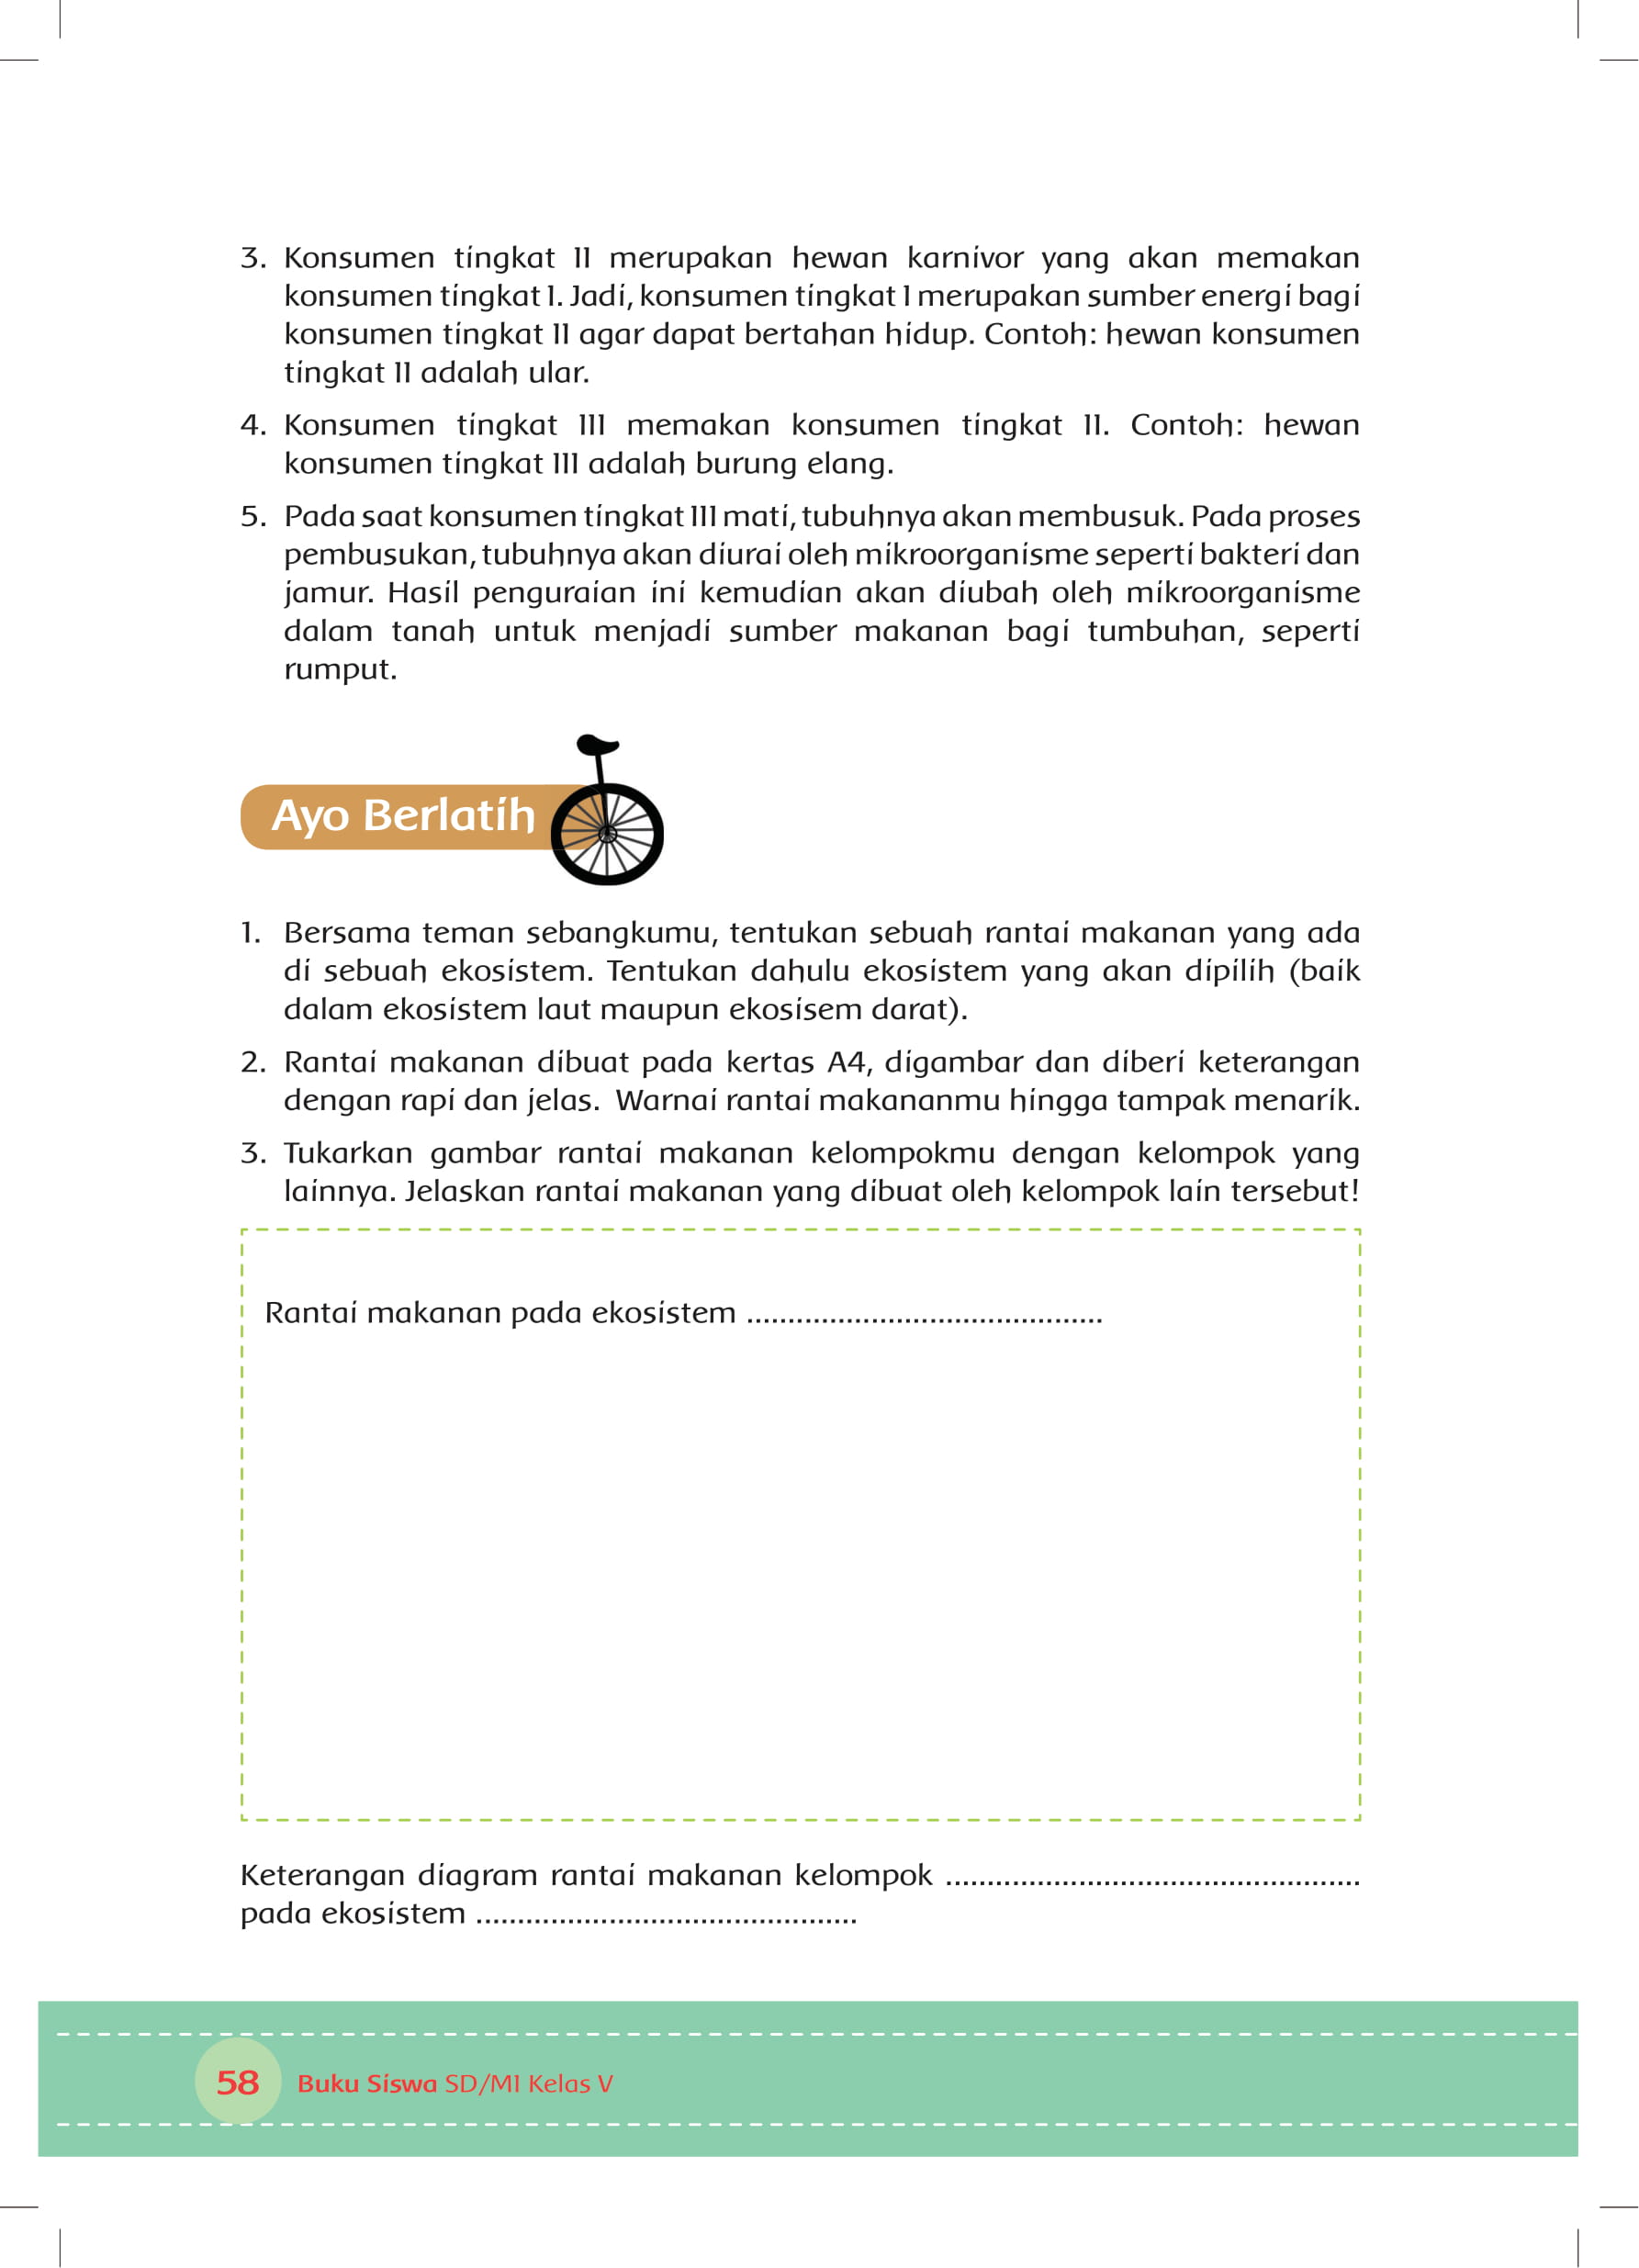 3. Konsumen tingkat II merupakan hewan karnivor yang akan memakan
konsumen tingkat I. Jadi, konsumen tingkat I merupakan sumber energi bagi
konsumen tingkat II agar dapat bertahan hidup. Contoh: hewan konsumen
tingkat II adalah ular.
4. Konsumen tingkat III memakan konsumen tingkat II. Contoh: hewan
konsumen tingkat III adalah burung elang.
5. Pada saat konsumen tingkat III mati, tubuhnya akan membusuk. Pada proses
pembusukan, tubuhnya akan diurai oleh mikroorganisme seperti bakteri dan
jamur. Hasil penguraian ini kemudian akan diubah oleh mikroorganisme
dalam tanah untuk menjadi sumber makanan bagi tumbuhan, seperti
rumput.
Ayo Berlatih
1. Bersama teman sebangkumu, tentukan sebuah rantai makanan yang ada
di sebuah ekosistem. Tentukan dahulu ekosistem yang akan dipilih (baik
dalam ekosistem laut maupun ekosisem darat).
2. Rantai makanan dibuat pada kertas A4, digambar dan diberi keterangan
dengan rapi dan jelas. Warnai rantai makananmu hingga tampak menarik.
3. Tukarkan gambar rantai makanan kelompokmu dengan kelompok yang
lainnya. Jelaskan rantai makanan yang dibuat oleh kelompok lain tersebut!
Rantai makanan pada ekosistem ...........................................
Keterangan diagram rantai makanan kelompok ..................................................
pada ekosistem ..............................................
58 Buku Siswa SD/MI Kelas V